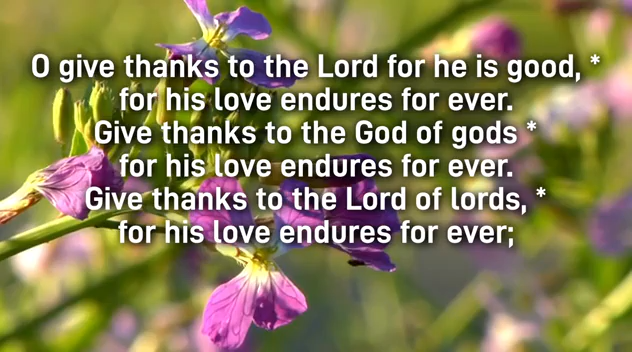 O give thanks to the Lord for he is good, *
for his love endures for ever.
Give thanks to the God of gods *
for his love endures for ever.
Give thanks to the Lord of lords, *
for his love endures for ever;